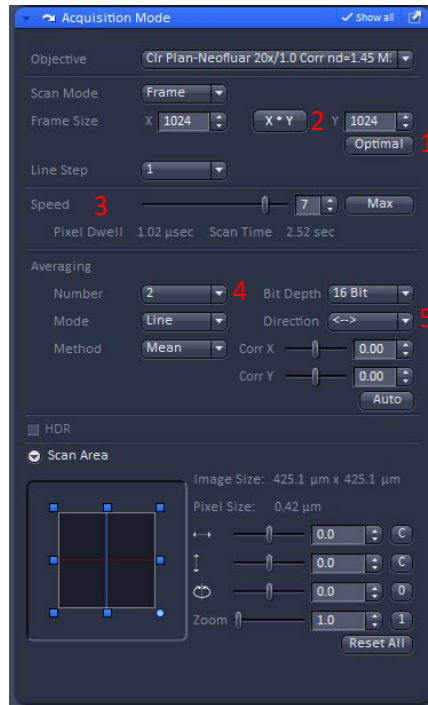 Acquisition Mode ✓ Show all
Objective Clr Plan-Neofluar 20x/1.0 Corr nd=1.45 M:
Scan Mode Frame
Frame Size X 1024 X * Y 2 Y 1024
Optimal 1
Line Step 1
Speed 3 7 Max
Pixel Dwell 1.02 µsec Scan Time 2.52 sec
Averaging
Number 2 4 Bit Depth 16 Bit
Mode Line Direction <--> 5
Method Mean Corr X 0.00
Corr Y 0.00
Auto
HDR
Scan Area
Image Size: 425.1 µm x 425.1 µm
Pixel Size: 0.42 µm
0.0 C
0.0 C
0.0 0
Zoom 1.0 1
Reset All